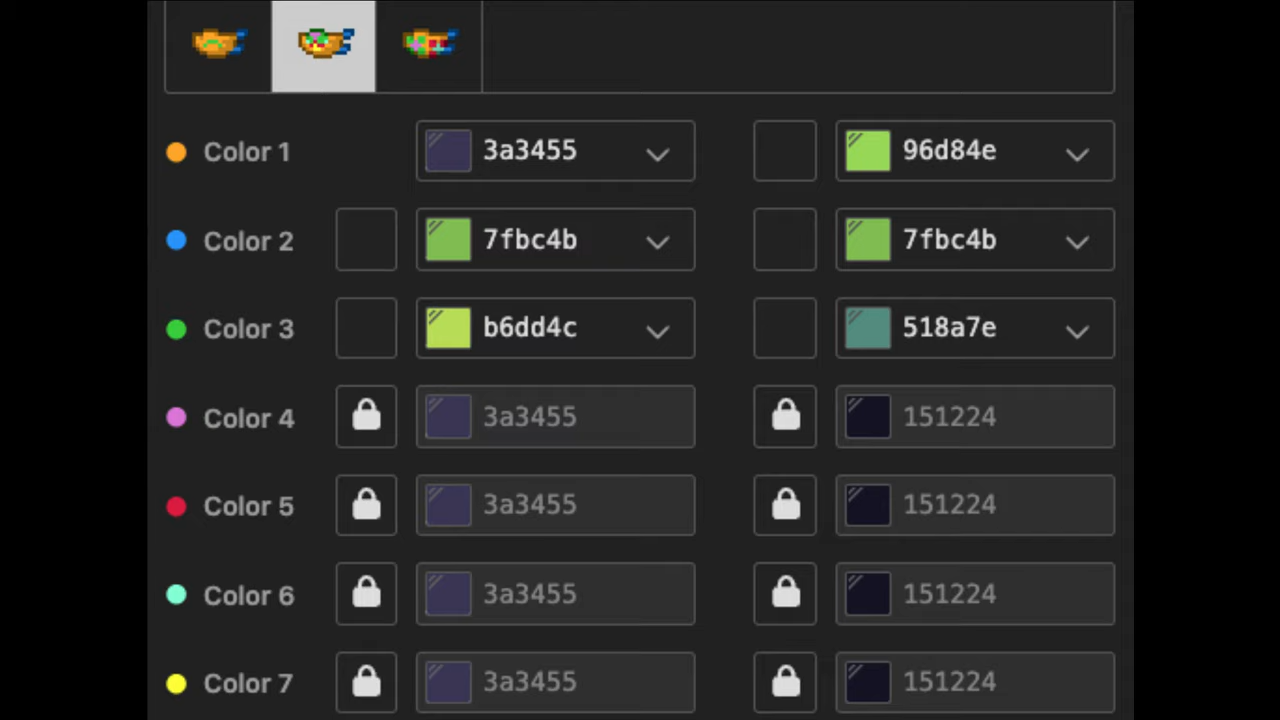 Color 1 3a3455 96d84e
Color 2 7fbc4b 7fbc4b
Color 3 b6dd4c 518a7e
Color 4 3a3455 151224
Color 5 3a3455 151224
Color 6 3a3455 151224
Color 7 3a3455 151224